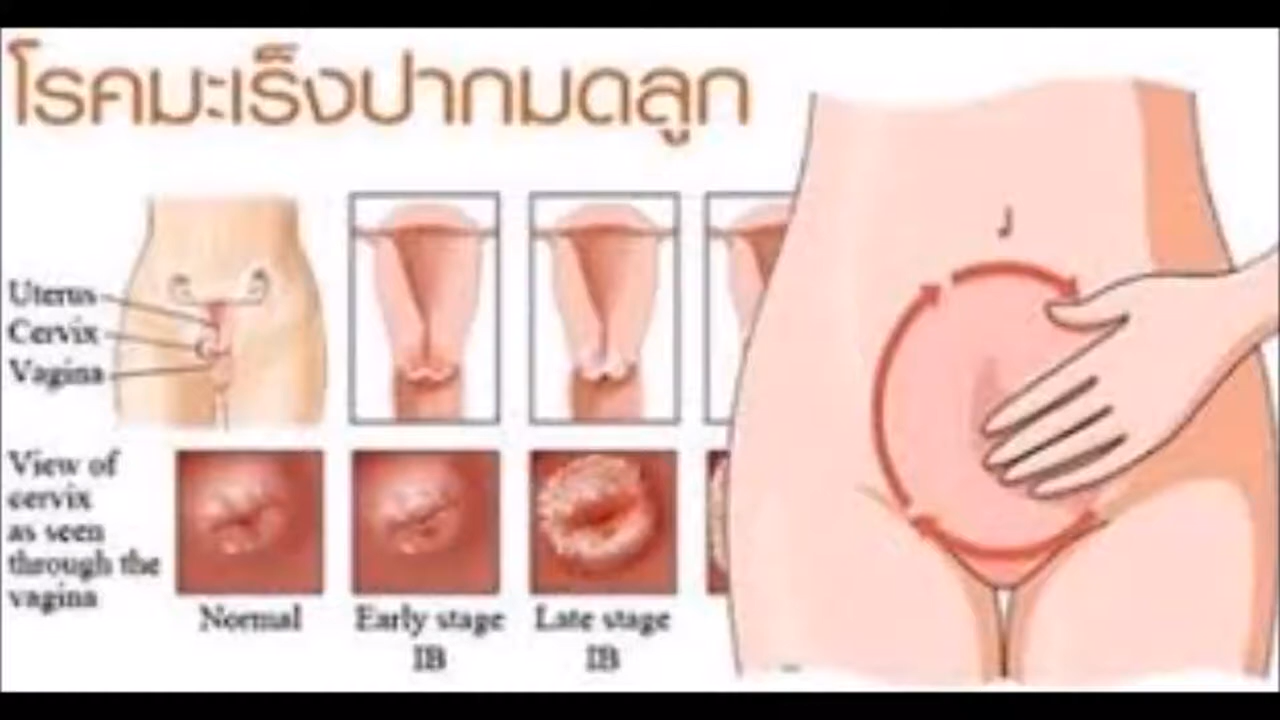 โรคมะเร็งปากมดลูก
Uterus
Cervix
Vagina
View of
cervix
as seen
through the
vagina
Normal
Early stage
IB
Late stage
IB